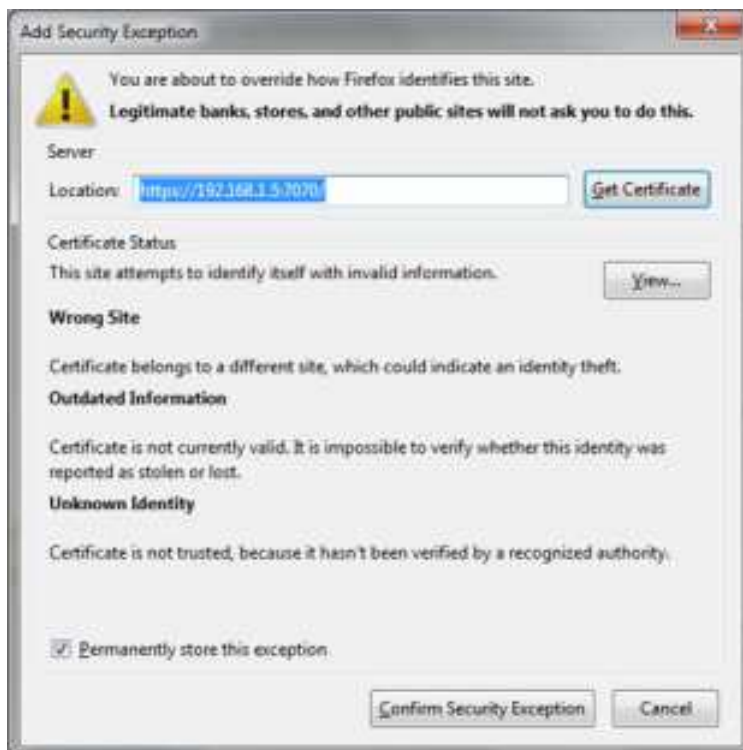 Add Security Exception
You are about to override how Firefox identifies this site.
Legitimate banks, stores, and other public sites will not ask you to do this.
Server
Location: https://192.168.1.5:7070/
Get Certificate
Certificate Status
This site attempts to identify itself with invalid information.
View...
Wrong Site
Certificate belongs to a different site, which could indicate an identity theft.
Outdated Information
Certificate is not currently valid. It is impossible to verify whether this identity was
reported as stolen or lost.
Unknown Identity
Certificate is not trusted, because it hasn't been verified by a recognized authority.
Permanently store this exception
Confirm Security Exception
Cancel